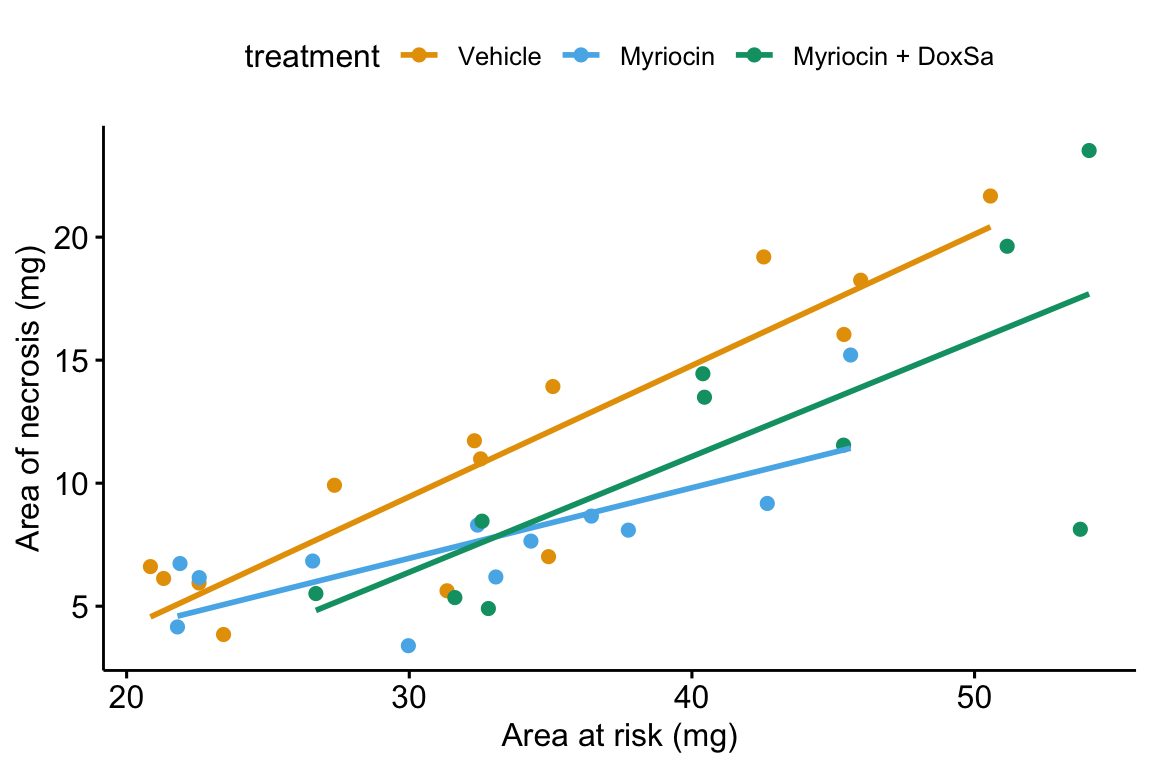 treatment Vehicle Myriocin Myriocin + DoxSa
Area of necrosis (mg)
20
15
10
5
20 30 40 50
Area at risk (mg)